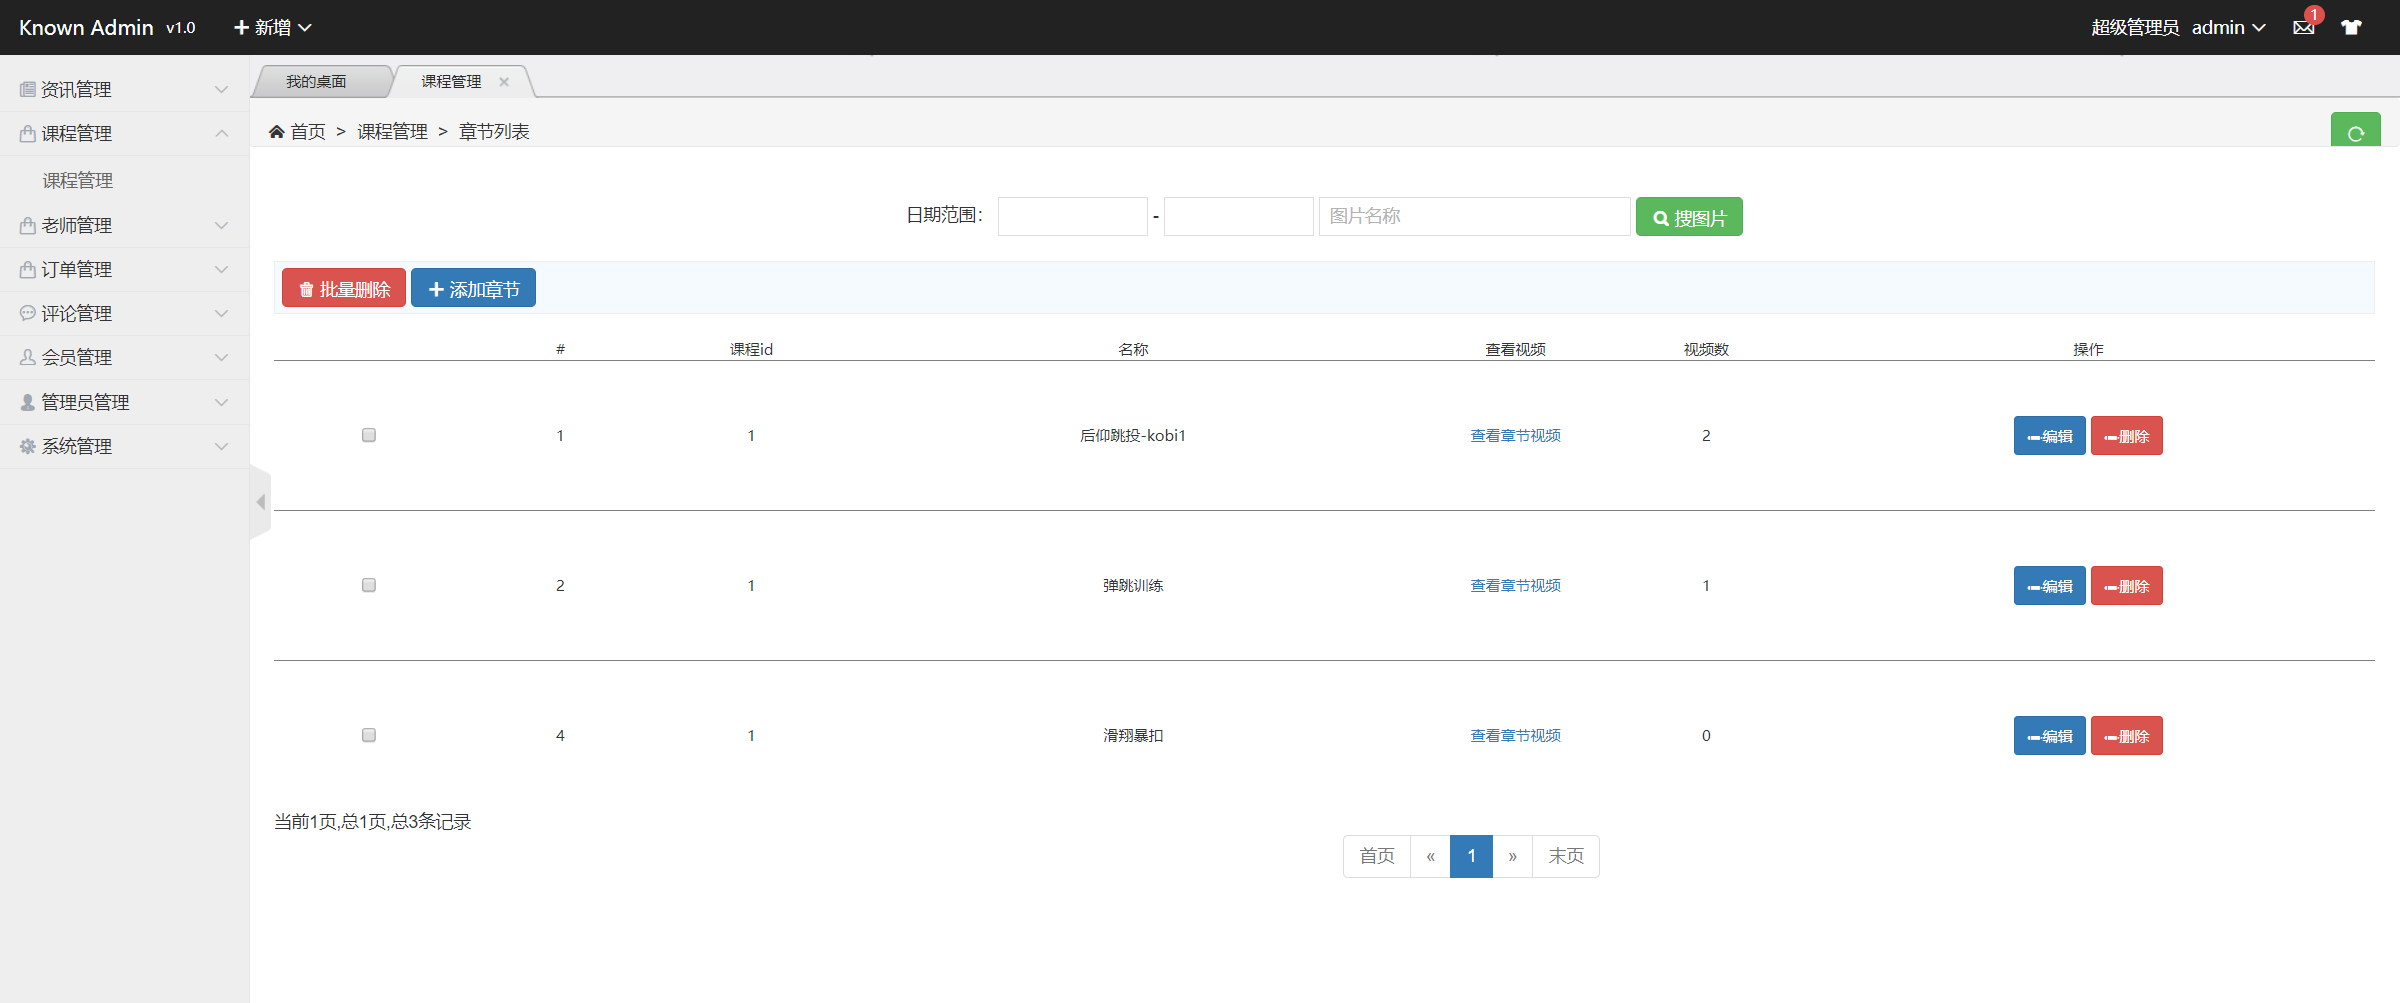 Known Admin v1.0 新增 超级管理员 admin 1
我的桌面 课程管理
首页 > 课程管理 > 章节列表
资讯管理
课程管理
课程管理
老师管理
订单管理
评论管理
会员管理
管理员管理
系统管理
日期范围： - 图片名称 搜图片
批量删除 添加章节
# 课程id 名称 查看视频 视频数 操作
1 1 后仰跳投-kobi1 查看章节视频 2 编辑 删除
2 1 弹跳训练 查看章节视频 1 编辑 删除
4 1 滑翔暴扣 查看章节视频 0 编辑 删除
当前1页,总1页,总3条记录
首页 « 1 » 末页